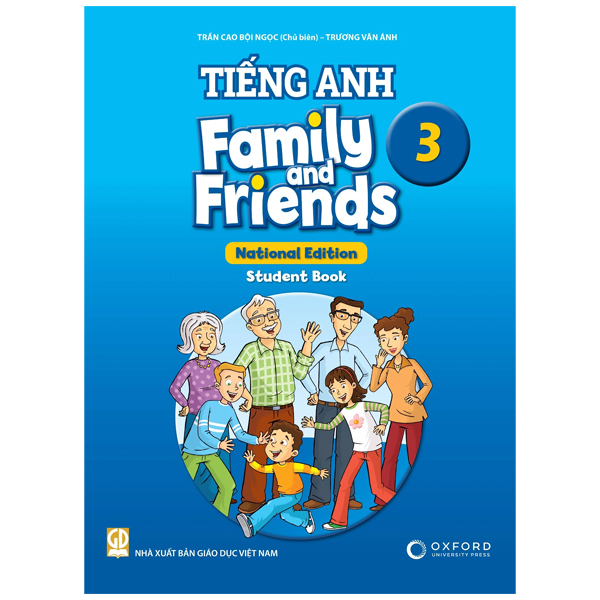 TRẦN CAO BỘI NGỌC (Chủ biên) – TRƯƠNG VĂN ÁNH
TIẾNG ANH
Family and Friends
3
National Edition
Student Book
GD
NHÀ XUẤT BẢN GIÁO DỤC VIỆT NAM
OXFORD
UNIVERSITY PRESS